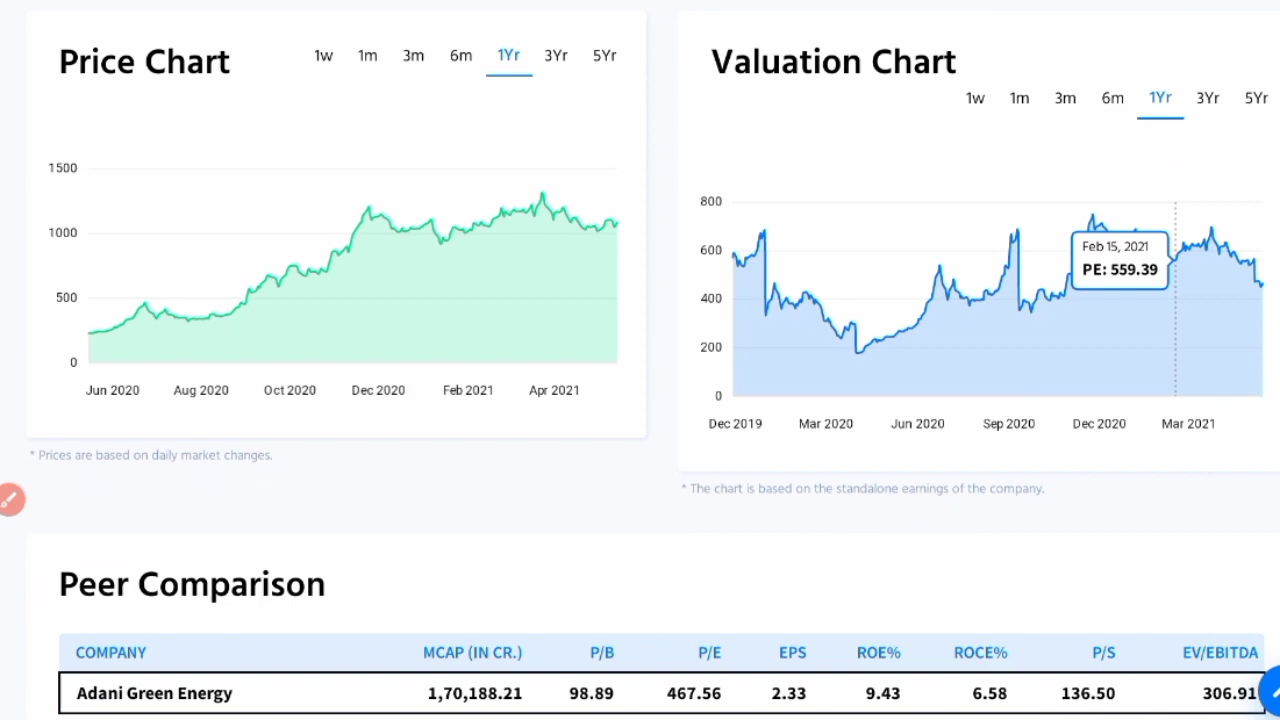 Price Chart
1w 1m 3m 6m 1Yr 3Yr 5Yr
1500
1000
500
0
Jun 2020 Aug 2020 Oct 2020 Dec 2020 Feb 2021 Apr 2021
* Prices are based on daily market changes.
Valuation Chart
1w 1m 3m 6m 1Yr 3Yr 5Yr
800
600
400
200
0
Feb 15, 2021
PE: 559.39
Dec 2019 Mar 2020 Jun 2020 Sep 2020 Dec 2020 Mar 2021
* The chart is based on the standalone earnings of the company.
Peer Comparison
COMPANY MCAP (IN CR.) P/B P/E EPS ROE% ROCE% P/S EV/EBITDA
Adani Green Energy 1,70,188.21 98.89 467.56 2.33 9.43 6.58 136.50 306.91